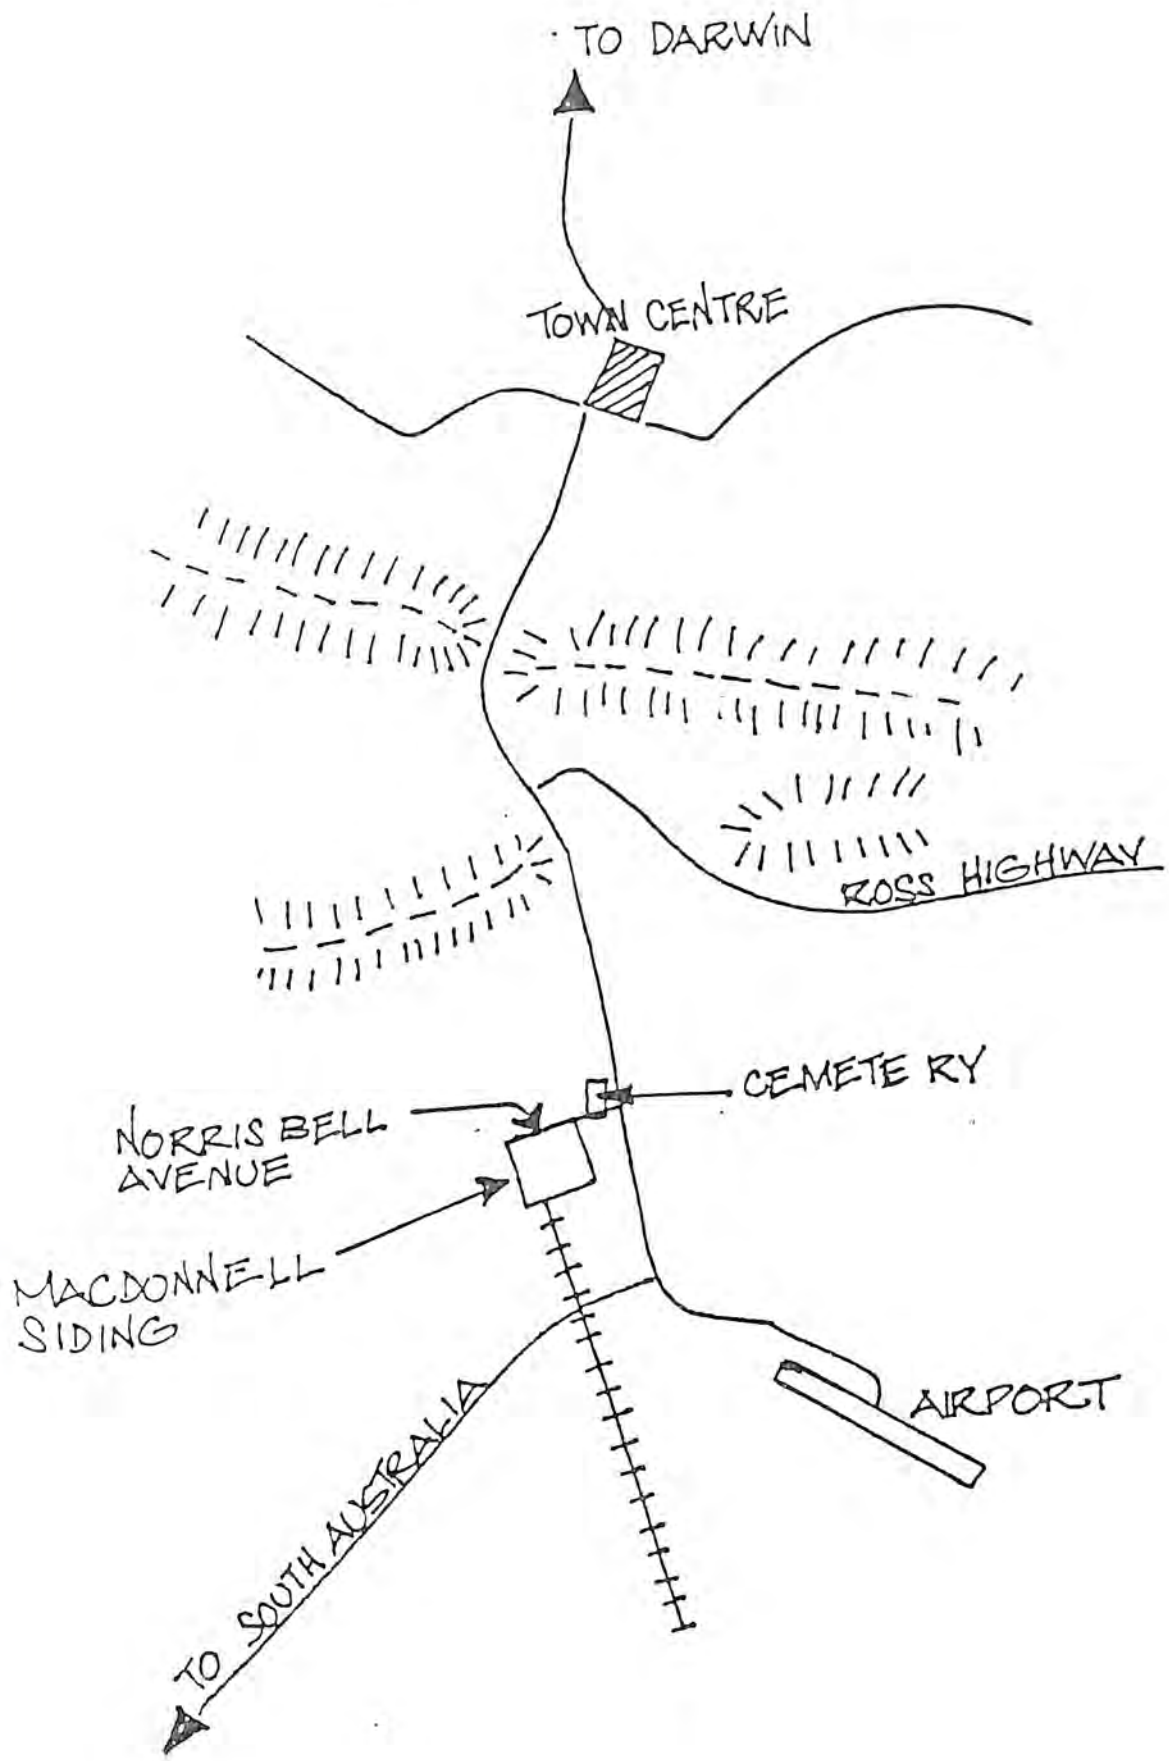 TO DARWIN
TOWN CENTRE
ROSS HIGHWAY
CEMETE RY
NORRIS BELL
AVENUE
MACDONNELL
SIDING
AIRPORT
TO SOUTH AUSTRALIA